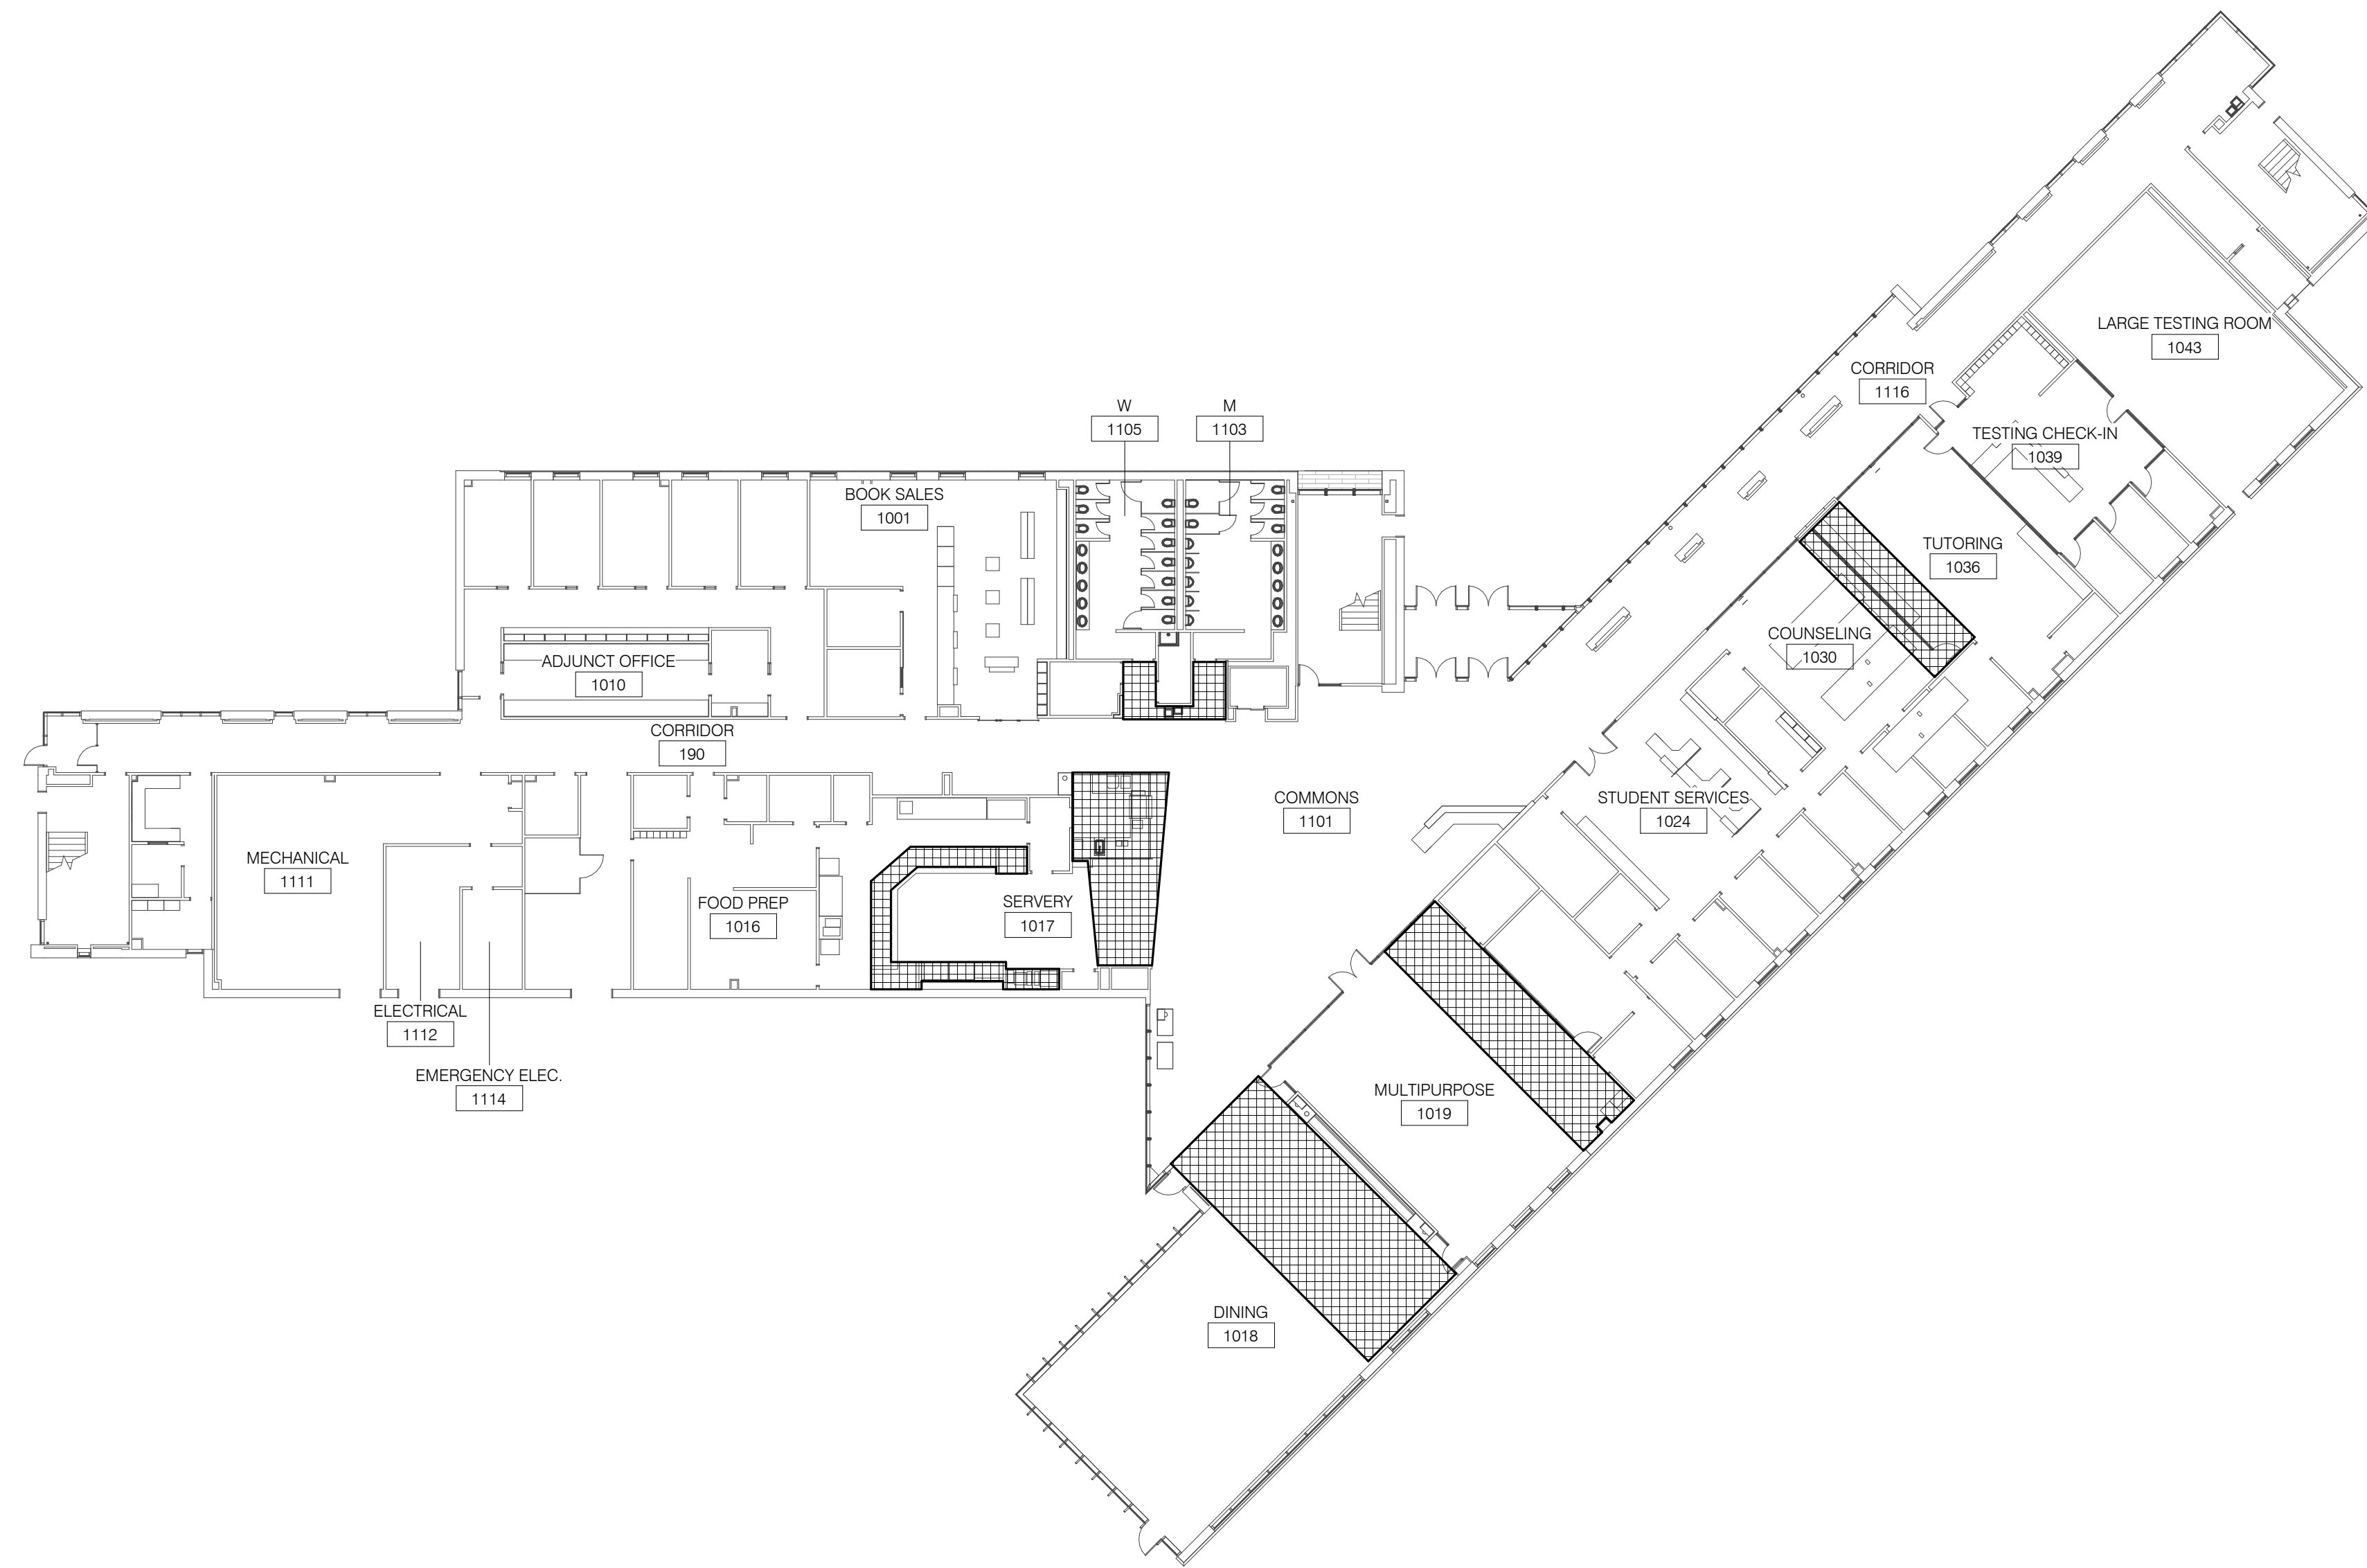 LARGE TESTING ROOM
1043
CORRIDOR
1116
W
1105
M
1103
TESTING CHECK-IN
1039
BOOK SALES
1001
TUTORING
1036
COUNSELING
1030
ADJUNCT OFFICE
1010
CORRIDOR
190
COMMONS
1101
STUDENT SERVICES
1024
MECHANICAL
1111
FOOD PREP
1016
SERVERY
1017
ELECTRICAL
1112
EMERGENCY ELEC.
1114
MULTIPURPOSE
1019
DINING
1018